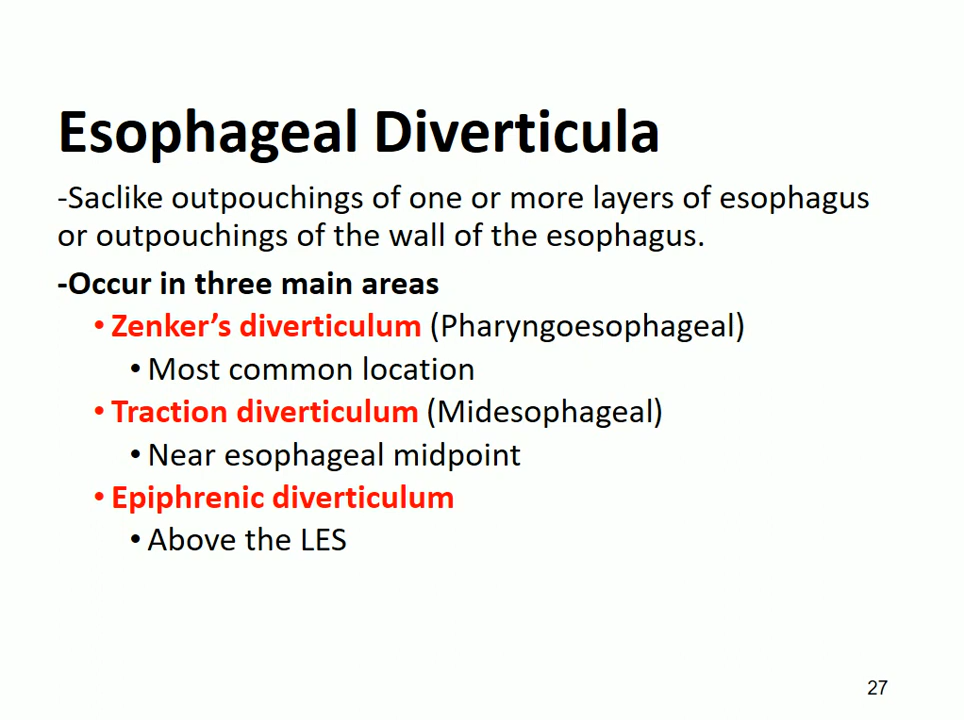 Esophageal Diverticula
-Saclike outpouchings of one or more layers of esophagus
or outpouchings of the wall of the esophagus.
-Occur in three main areas
• Zenker’s diverticulum (Pharyngoesophageal)
• Most common location
• Traction diverticulum (Midesophageal)
• Near esophageal midpoint
• Epiphrenic diverticulum
• Above the LES
27